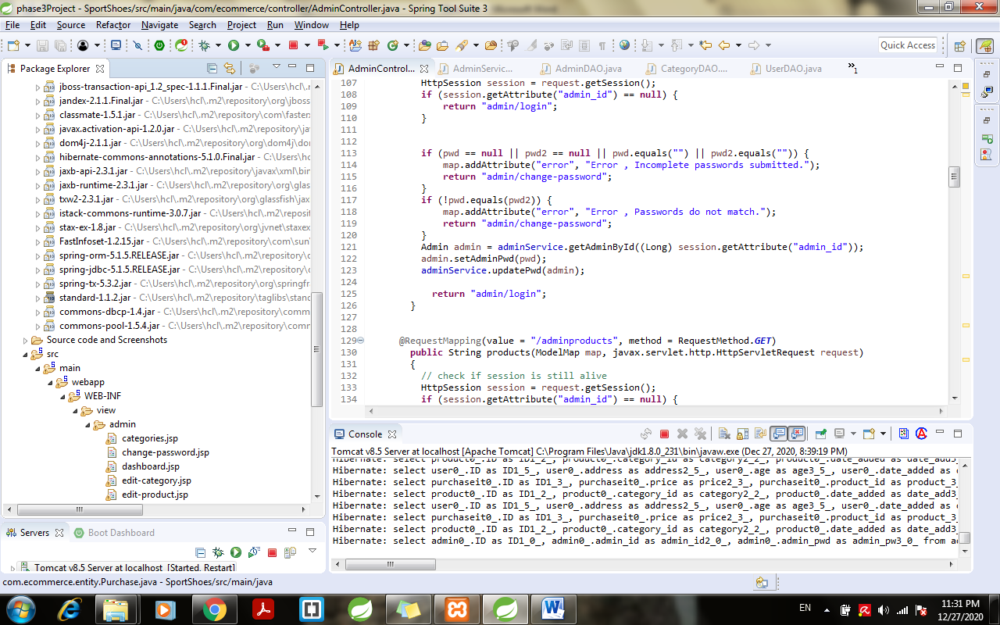 phase3Project - SportShoes/src/main/java/com/ecommerce/controller/AdminController.java - Spring Tool Suite 3
File Edit Source Refactor Navigate Search Project Run Window Help
Quick Access
Package Explorer
jboss-transaction-api_1.2_spec-1.1.1.Final.jar - C:\Users\hcl\.m2\repository\org\jboss
jandex-2.1.1.Final.jar - C:\Users\hcl\.m2\repository\org\jboss
classmate-1.5.1.jar - C:\Users\hcl\.m2\repository\com\faster
javax.activation-api-1.2.0.jar - C:\Users\hcl\.m2\repository\jav
dom4j-2.1.1.jar - C:\Users\hcl\.m2\repository\org\dom4j\do
hibernate-commons-annotations-5.1.0.Final.jar - C:\Users\hcl
jaxb-api-2.3.1.jar - C:\Users\hcl\.m2\repository\javax\xml\bin
jaxb-runtime-2.3.1.jar - C:\Users\hcl\.m2\repository\org\glass
txw2-2.3.1.jar - C:\Users\hcl\.m2\repository\org\glassfish\jax
istack-commons-runtime-3.0.7.jar - C:\Users\hcl\.m2\reposit
stax-ex-1.8.jar - C:\Users\hcl\.m2\repository\org\jvnet\staxex
FastInfoset-1.2.15.jar - C:\Users\hcl\.m2\repository\com\sun
spring-orm-5.1.5.RELEASE.jar - C:\Users\hcl\.m2\repository\o
spring-jdbc-5.1.5.RELEASE.jar - C:\Users\hcl\.m2\repository\
spring-tx-5.3.2.jar - C:\Users\hcl\.m2\repository\org\springfr
standard-1.1.2.jar - C:\Users\hcl\.m2\repository\taglibs\stanc
commons-dbcp-1.4.jar - C:\Users\hcl\.m2\repository\comm
commons-pool-1.5.4.jar - C:\Users\hcl\.m2\repository\comm
Source code and Screenshots
src
main
webapp
WEB-INF
view
admin
categories.jsp
change-password.jsp
dashboard.jsp
edit-category.jsp
edit-product.jsp
Servers Boot Dashboard
Tomcat v8.5 Server at localhost [Started, Restart]
AdminControl... AdminServic... AdminDAO.java CategoryDAO.... UserDAO.java »1
107 HttpSession session = request.getSession();
108 if (session.getAttribute("admin_id") == null) {
109 return "admin/login";
110 }
111
112
113 if (pwd == null || pwd2 == null || pwd.equals("") || pwd2.equals("")) {
114 map.addAttribute("error", "Error , Incomplete passwords submitted.");
115 return "admin/change-password";
116 }
117 if (!pwd.equals(pwd2)) {
118 map.addAttribute("error", "Error , Passwords do not match.");
119 return "admin/change-password";
120 }
121 Admin admin = adminService.getAdminById((Long) session.getAttribute("admin_id"));
122 admin.setAdminPwd(pwd);
123 adminService.updatePwd(admin);
124
125 return "admin/login";
126 }
127
128
129 @RequestMapping(value = "/adminproducts", method = RequestMethod.GET)
130 public String products(ModelMap map, javax.servlet.http.HttpServletRequest request)
131 {
132 // check if session is still alive
133 HttpSession session = request.getSession();
134 if (session.getAttribute("admin_id") == null) {
Console
Tomcat v8.5 Server at localhost [Apache Tomcat] C:\Program Files\Java\jdk1.8.0_231\bin\javaw.exe (Dec 27, 2020, 8:39:19 PM)
Hibernate: select product0_.ID as ID1_2_, product0_.category_id as category2_2_, product0_.date_added as date_add3_
Hibernate: select user0_.ID as ID1_5_, user0_.address as address2_5_, user0_.age as age3_5_, user0_.date_added as d
Hibernate: select purchaseit0_.ID as ID1_3_, purchaseit0_.price as price2_3_, purchaseit0_.product_id as product_3_
Hibernate: select product0_.ID as ID1_2_, product0_.category_id as category2_2_, product0_.date_added as date_add3_
Hibernate: select user0_.ID as ID1_5_, user0_.address as address2_5_, user0_.age as age3_5_, user0_.date_added as d
Hibernate: select purchaseit0_.ID as ID1_3_, purchaseit0_.price as price2_3_, purchaseit0_.product_id as product_3_
Hibernate: select product0_.ID as ID1_2_, product0_.category_id as category2_2_, product0_.date_added as date_add3_
Hibernate: select admin0_.ID as ID1_0_, admin0_.admin_id as admin_id2_0_, admin0_.admin_pwd as admin_pw3_0_ from ad
com.ecommerce.entity.Purchase.java - SportShoes/src/main/java
EN
11:31 PM
12/27/2020